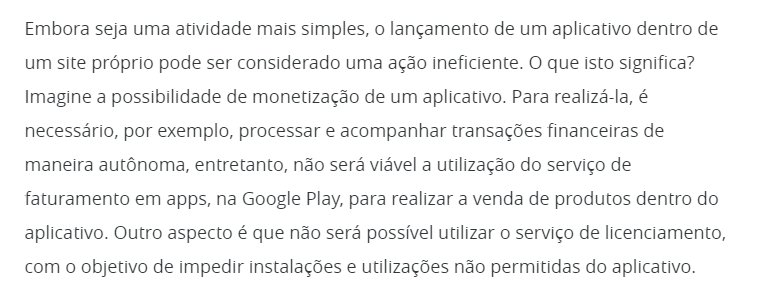 Embora seja uma atividade mais simples, o lançamento de um aplicativo dentro de
um site próprio pode ser considerado uma ação ineficiente. O que isto significa?
Imagine a possibilidade de monetização de um aplicativo. Para realizá-la, é
necessário, por exemplo, processar e acompanhar transações financeiras de
maneira autônoma, entretanto, não será viável a utilização do serviço de
faturamento em apps, na Google Play, para realizar a venda de produtos dentro do
aplicativo. Outro aspecto é que não será possível utilizar o serviço de licenciamento,
com o objetivo de impedir instalações e utilizações não permitidas do aplicativo.